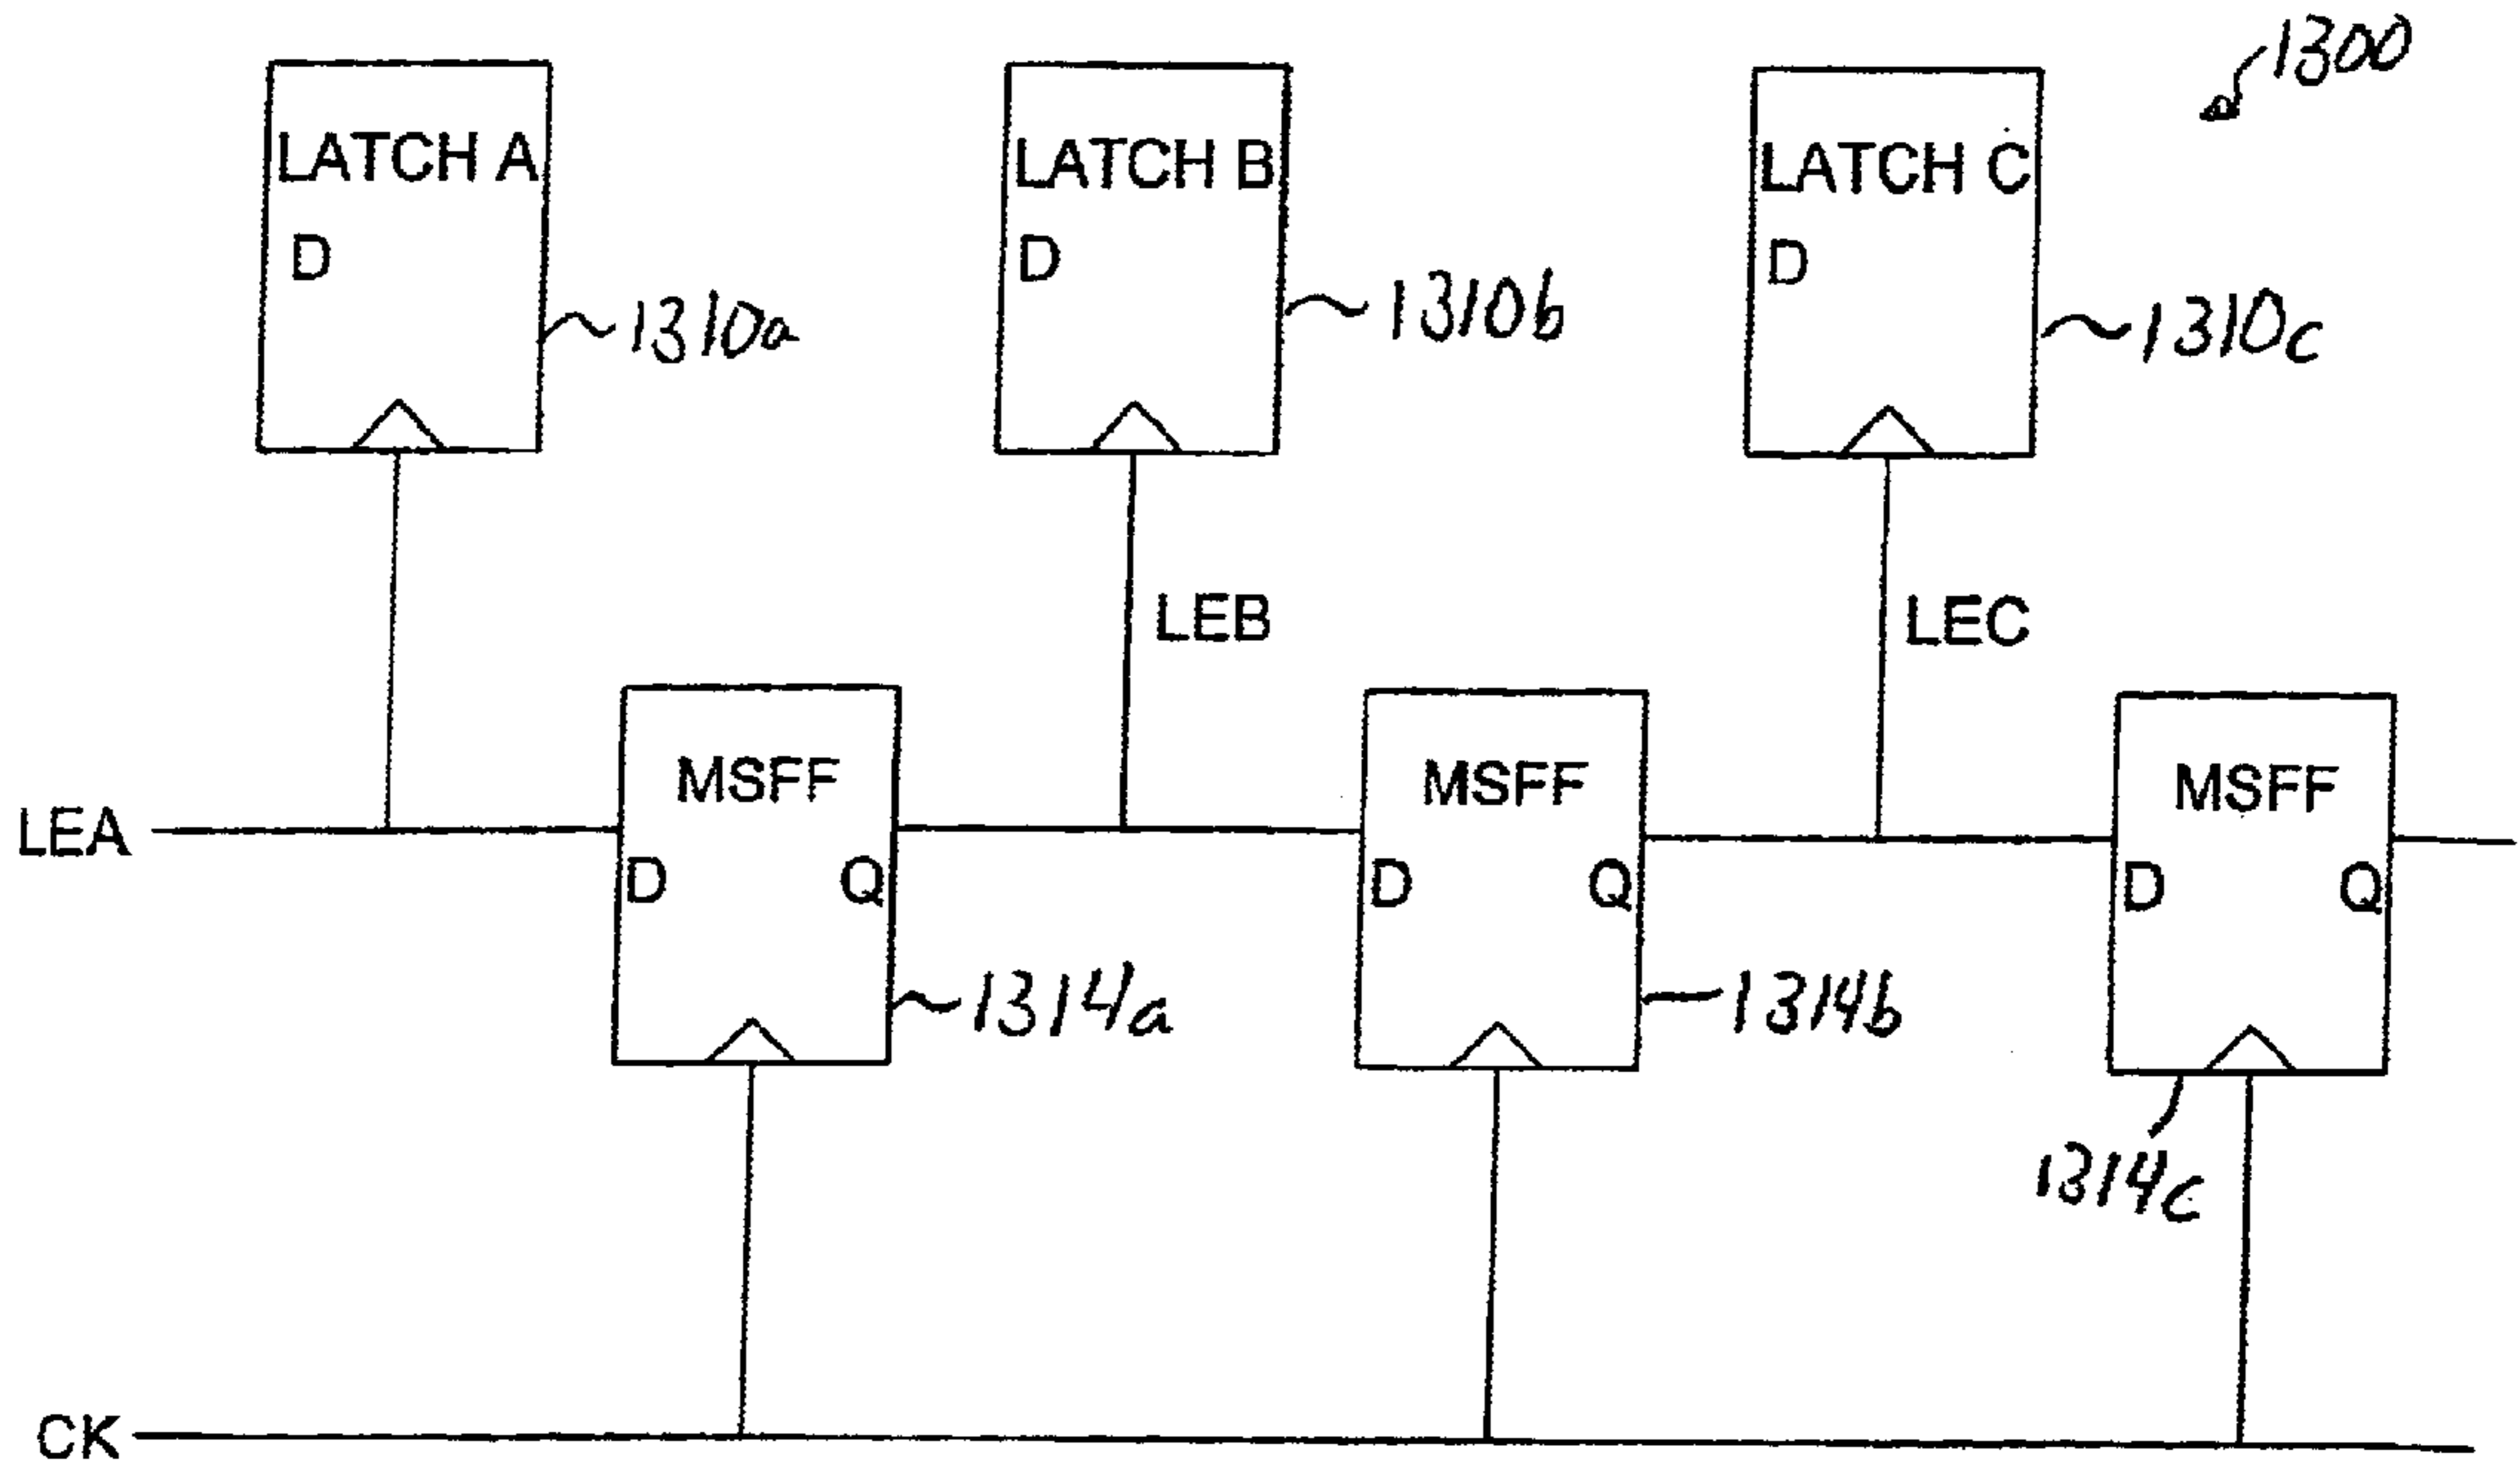 1300
LATCH A
D
1310a
LATCH B
D
1310b
LATCH C
D
1310c
LEB
LEC
LEA
MSFF
D Q
1314a
MSFF
D Q
1314b
MSFF
D Q
1314c
CK